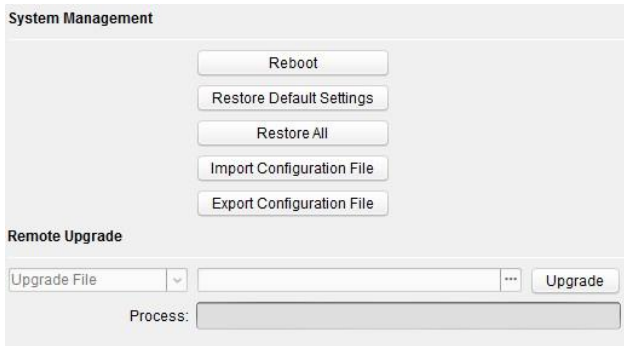 System Management
Reboot
Restore Default Settings
Restore All
Import Configuration File
Export Configuration File
Remote Upgrade
Upgrade File ... Upgrade
Process: